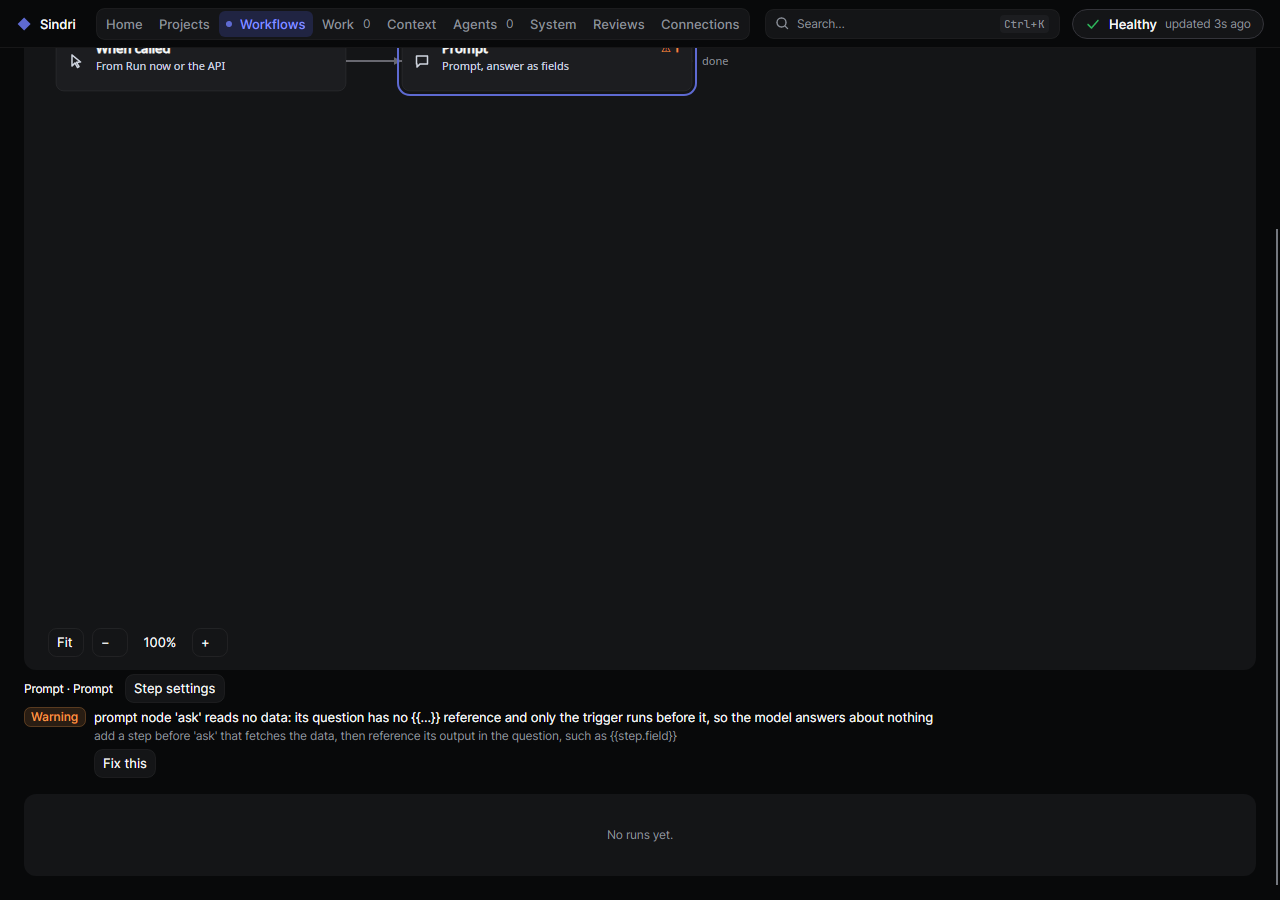 Sindri
Home Projects Workflows Work 0 Context Agents 0 System Reviews Connections
Search... Ctrl+K
Healthy updated 3s ago
When called
From Run now or the API
Prompt
1
Prompt, answer as fields
done
Fit − 100% +
Prompt · Prompt Step settings
Warning prompt node 'ask' reads no data: its question has no {{...}} reference and only the trigger runs before it, so the model answers about nothing
add a step before 'ask' that fetches the data, then reference its output in the question, such as {{step.field}}
Fix this
No runs yet.